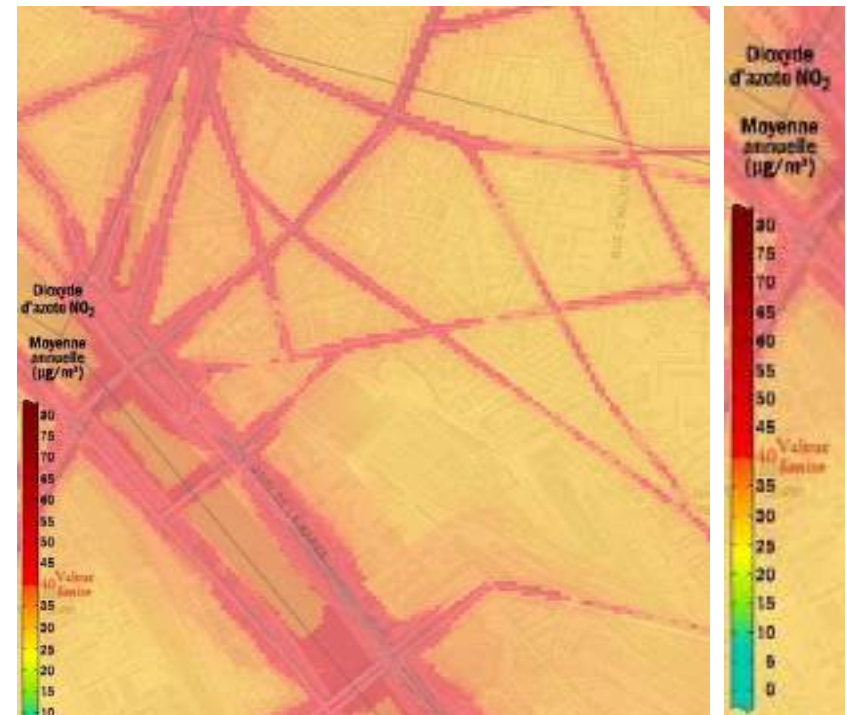 Dioxyde
d'azote NO₂
Moyenne
annuelle
(µg/m³)
80
75
70
65
60
55
50
45
40 Valeur
limite
35
30
25
20
15
10
Dioxyde
d'azote NO₂
Moyenne
annuelle
(µg/m³)
80
75
70
65
60
55
50
45
40 Valeur
limite
35
30
25
20
15
10
5
0